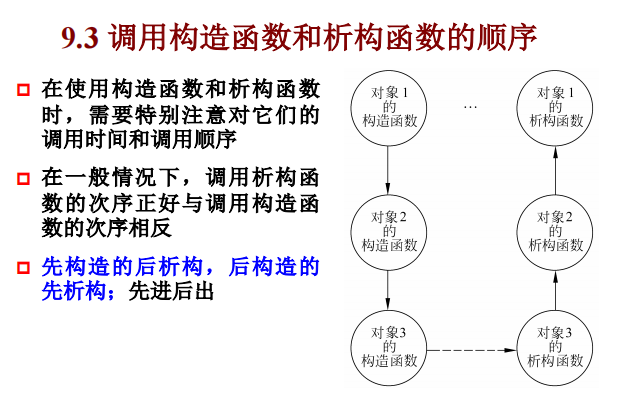 9.3 调用构造函数和析构函数的顺序
在使用构造函数和析构函数
时，需要特别注意对它们的
调用时间和调用顺序
在一般情况下，调用析构函
数的次序正好与调用构造函
数的次序相反
先构造的后析构，后构造的
先析构；先进后出
对象1
的
构造函数
…
对象1
的
析构函数
对象2
的
构造函数
对象2
的
析构函数
对象3
的
构造函数
对象3
的
析构函数